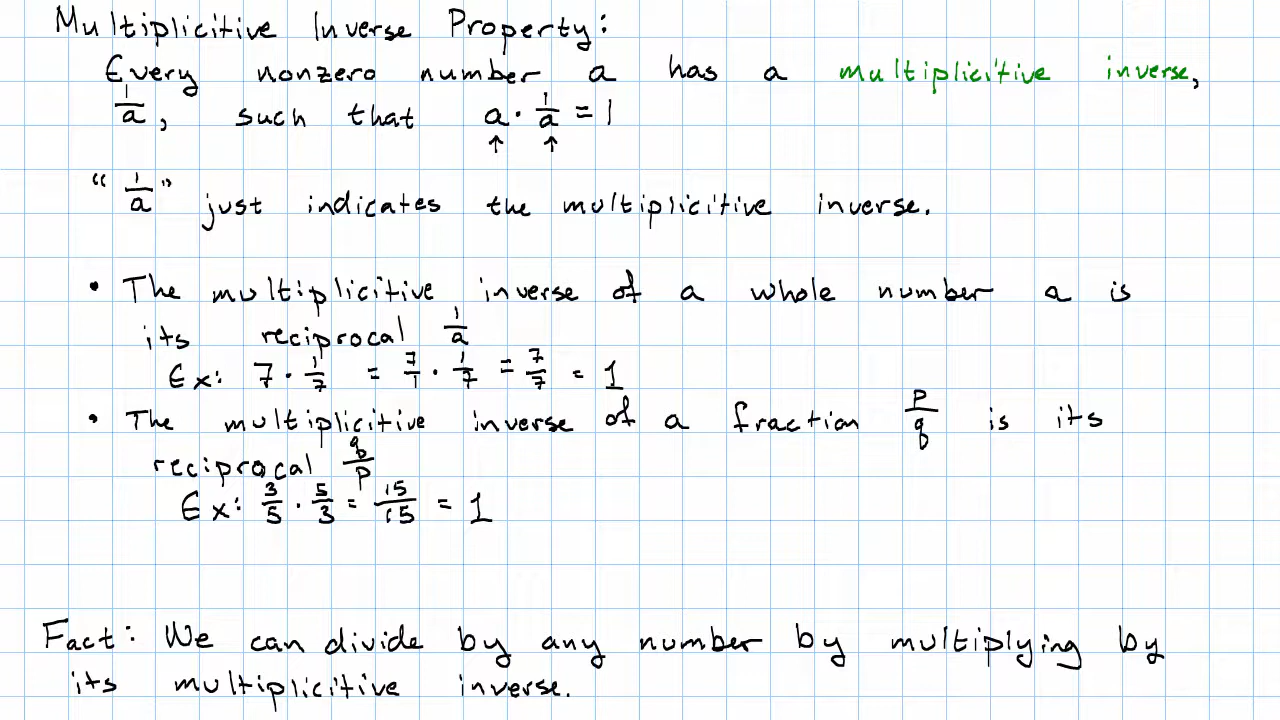 Multiplicitive Inverse Property:
Every nonzero number a has a multiplicitive inverse,
1/a, such that a · 1/a = 1
↑ ↑
"1/a" just indicates the multiplicitive inverse.
• The multiplicitive inverse of a whole number a is
its reciprocal 1/a
Ex: 7 · 1/7 = 7/1 · 1/7 = 7/7 = 1
• The multiplicitive inverse of a fraction p/q is its
reciprocal q/p
Ex: 3/5 · 5/3 = 15/15 = 1
Fact: We can divide by any number by multiplying by
its multiplicitive inverse.